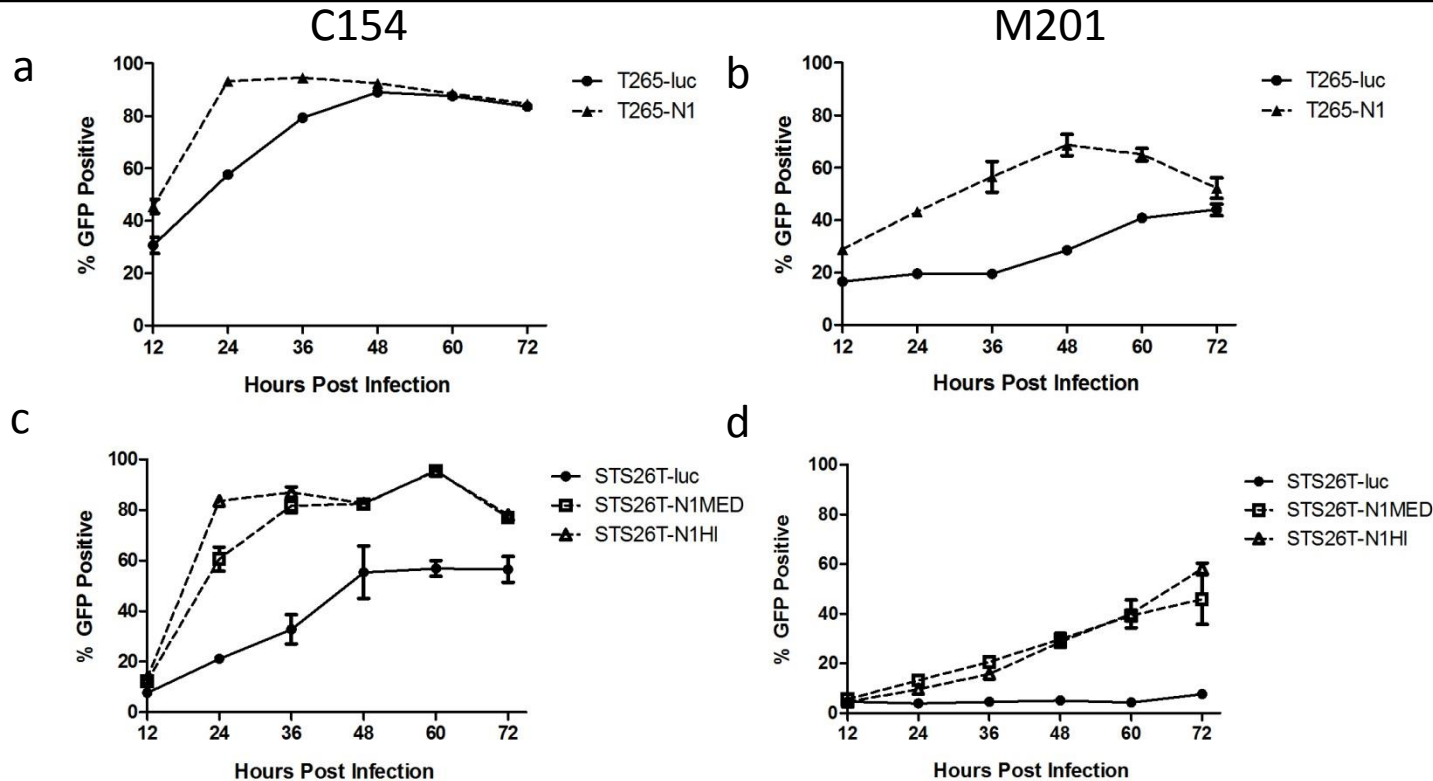 C154
M201
a
100
80
60
40
20
0
% GFP Positive
12 24 36 48 60 72
Hours Post Infection
T265-luc
T265-N1
b
100
80
60
40
20
0
% GFP Positive
12 24 36 48 60 72
Hours Post Infection
T265-luc
T265-N1
c
100
80
60
40
20
0
% GFP Positive
12 24 36 48 60 72
Hours Post Infection
STS26T-luc
STS26T-N1MED
STS26T-N1HI
d
100
80
60
40
20
0
% GFP Positive
12 24 36 48 60 72
Hours Post Infection
STS26T-luc
STS26T-N1MED
STS26T-N1HI